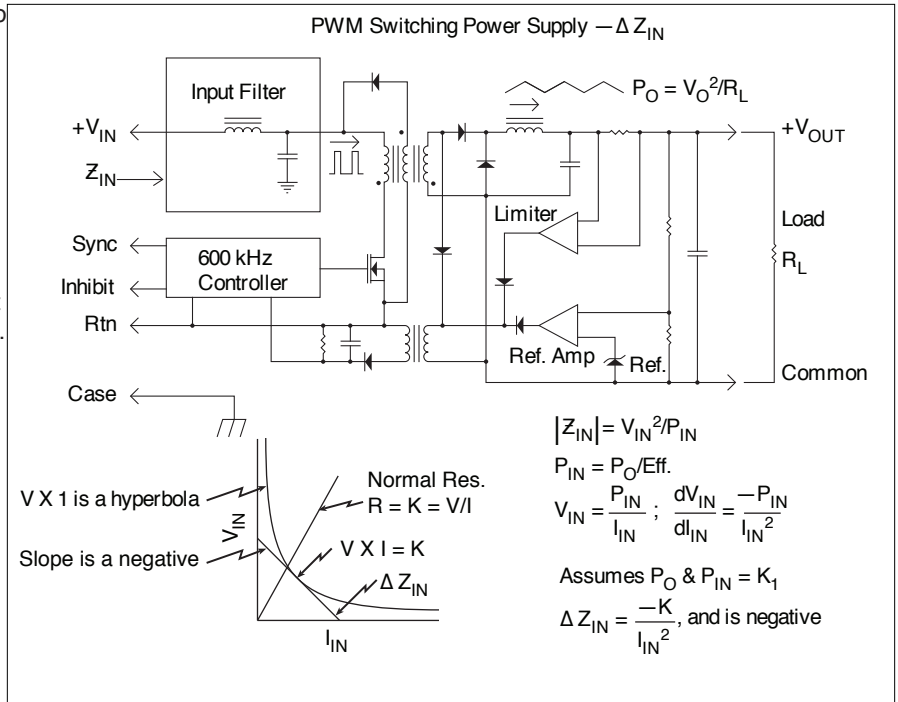 o
.
PWM Switching Power Supply — Δ Z_IN
Input Filter
P_O = V_O²/R_L
+V_IN
+V_OUT
Z_IN
Limiter
Load
R_L
Sync
600 kHz
Controller
Inhibit
Rtn
Ref. Amp
Ref.
Common
Case
|Z_IN| = V_IN²/P_IN
P_IN = P_O/Eff.
V_IN = P_IN/I_IN ; dV_IN/dI_IN = -P_IN/I_IN²
Assumes P_O & P_IN = K_1
Δ Z_IN = -K/I_IN², and is negative
Normal Res.
R = K = V/I
V X 1 is a hyperbola
V_IN
V X I = K
Slope is a negative
Δ Z_IN
I_IN